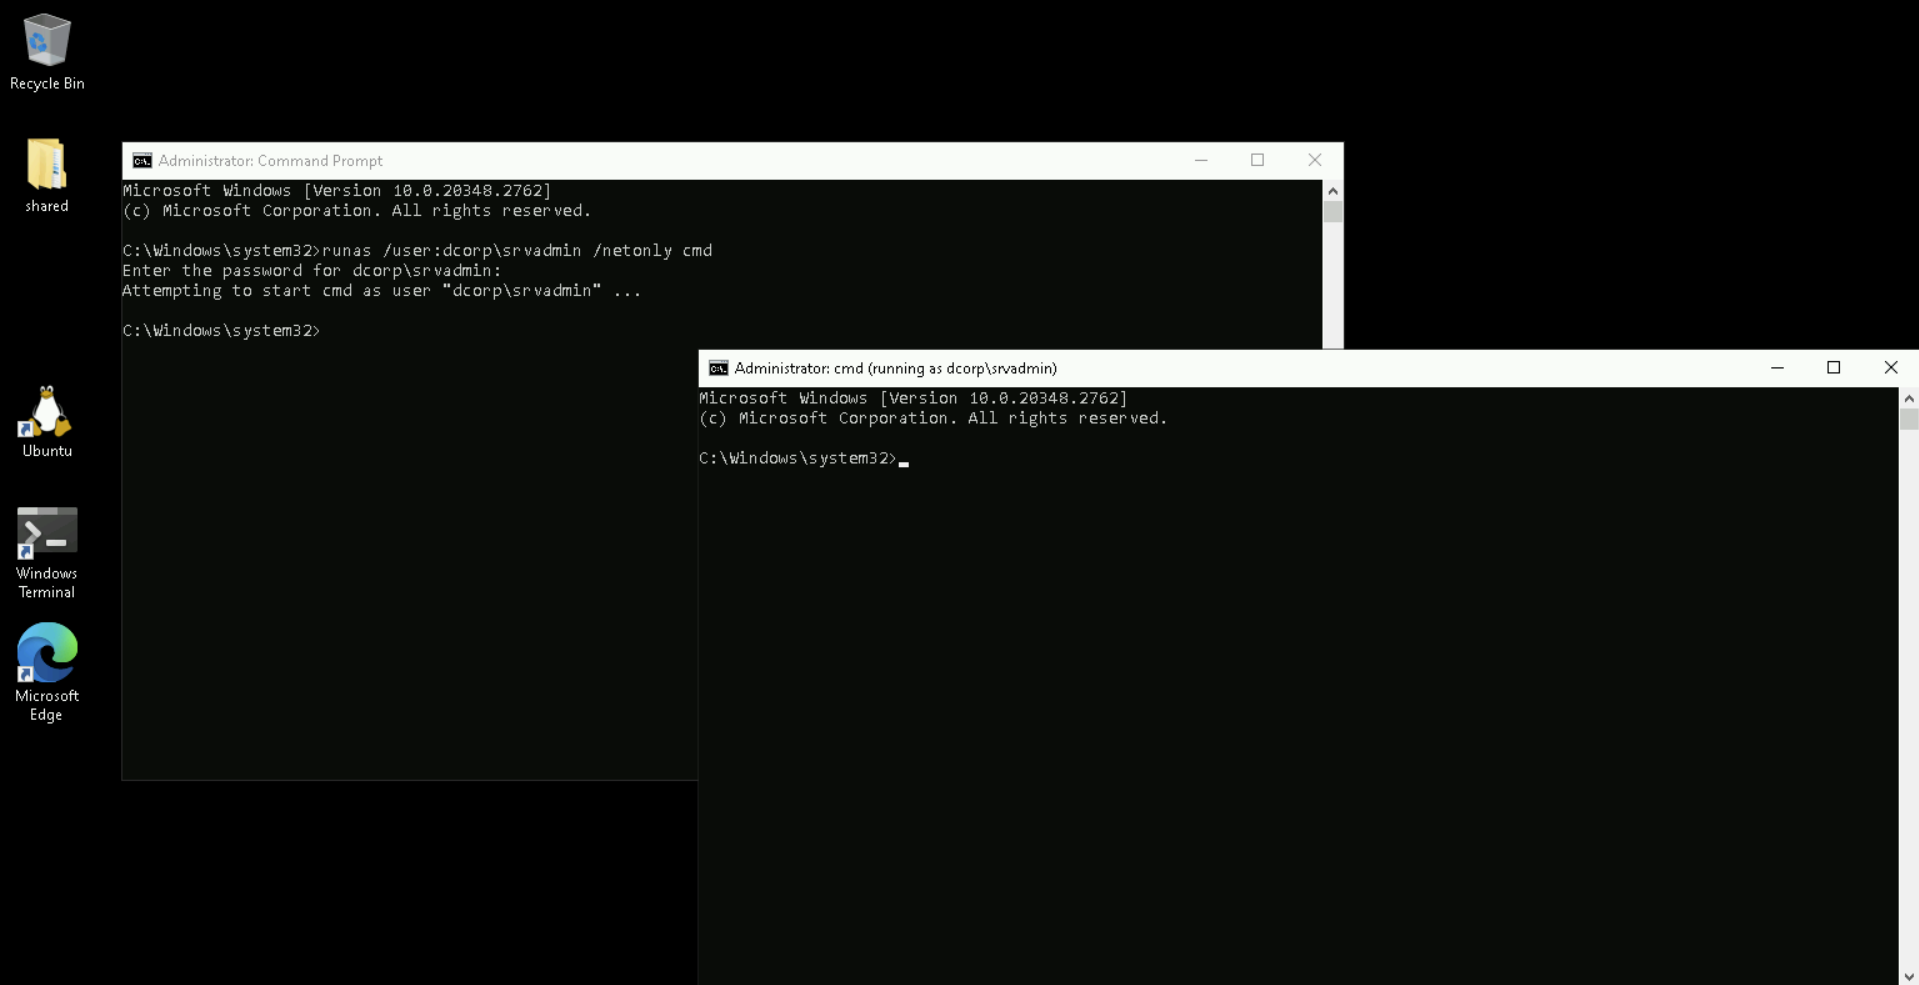 Recycle Bin
shared
Ubuntu
Windows
Terminal
Microsoft
Edge
Administrator: Command Prompt
Microsoft Windows [Version 10.0.20348.2762]
(c) Microsoft Corporation. All rights reserved.
C:\Windows\system32>runas /user:dcorp\srvadmin /netonly cmd
Enter the password for dcorp\srvadmin:
Attempting to start cmd as user "dcorp\srvadmin" ...
C:\Windows\system32>
Administrator: cmd (running as dcorp\srvadmin)
Microsoft Windows [Version 10.0.20348.2762]
(c) Microsoft Corporation. All rights reserved.
C:\Windows\system32>